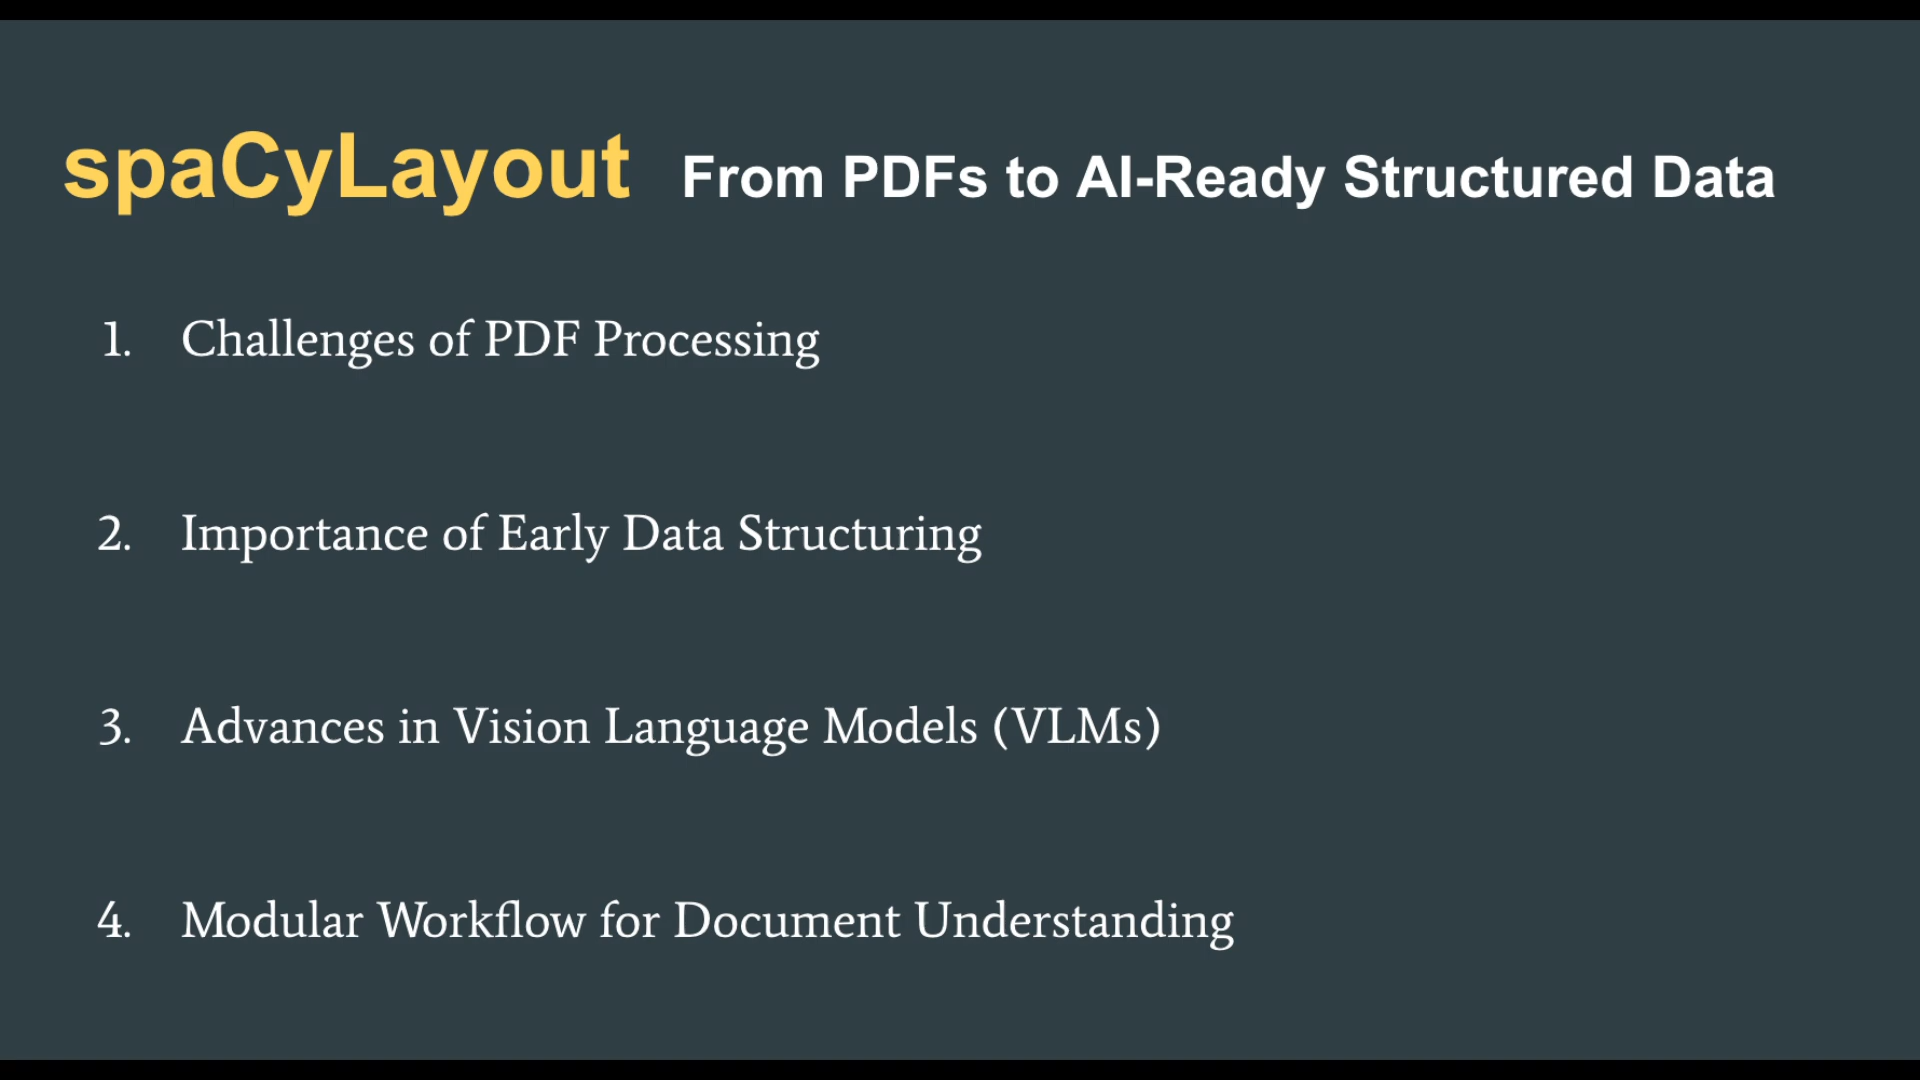 spaCyLayout From PDFs to AI-Ready Structured Data
1. Challenges of PDF Processing
2. Importance of Early Data Structuring
3. Advances in Vision Language Models (VLMs)
4. Modular Workflow for Document Understanding